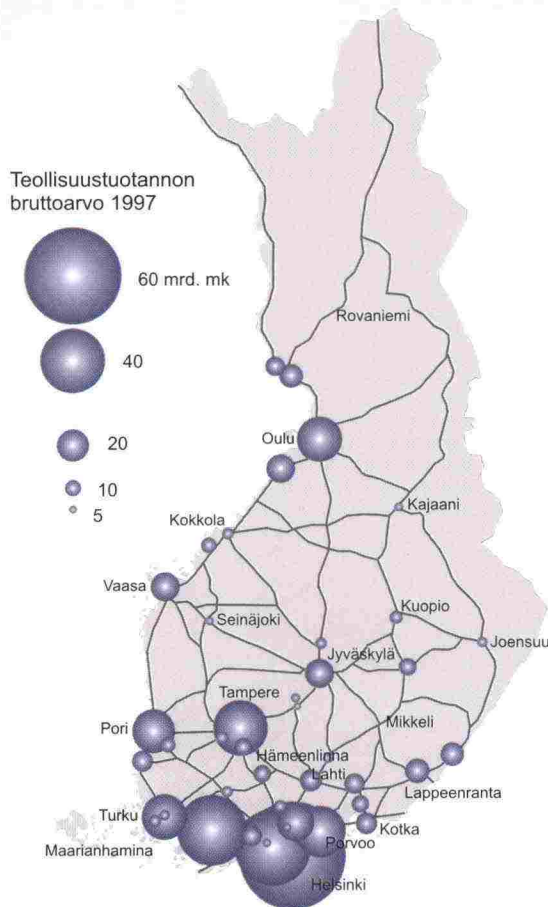 Teollisuustuotannon
bruttoarvo 1997
60 mrd. mk
40
20
10
5
Rovaniemi
Oulu
Kajaani
Kokkola
Vaasa
Kuopio
Seinäjoki
Joensuu
Jyväskylä
Tampere
Pori
Mikkeli
Hämeenlinna
Lahti
Lappeenranta
Turku
Kotka
Maarianhamina
Porvoo
Helsinki